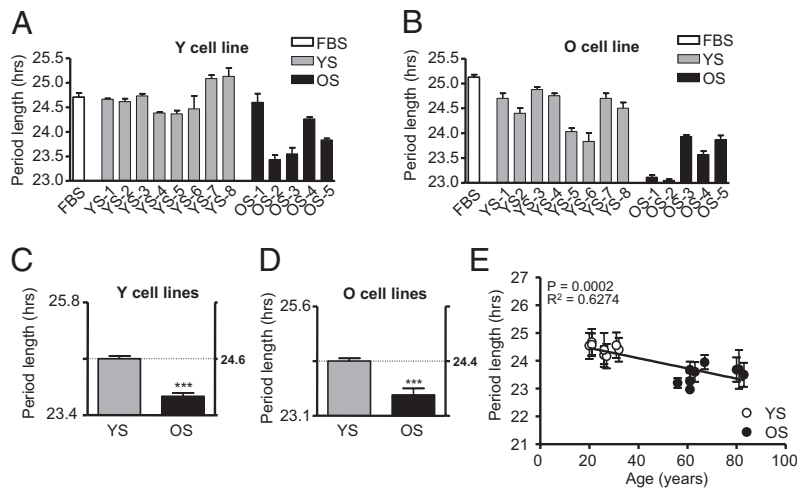 A
Y cell line
FBS
YS
OS
Period length (hrs)
25.5
25.0
24.5
24.0
23.5
23.0
FBS
YS-1
YS-2
YS-3
YS-4
YS-5
YS-6
YS-7
YS-8
OS-1
OS-2
OS-3
OS-4
OS-5
B
O cell line
FBS
YS
OS
Period length (hrs)
25.5
25.0
24.5
24.0
23.5
23.0
FBS
YS-1
YS-2
YS-3
YS-4
YS-5
YS-6
YS-7
YS-8
OS-1
OS-2
OS-3
OS-4
OS-5
C
Y cell lines
Period length (hrs)
25.8
23.4
24.6
***
YS
OS
D
O cell lines
Period length (hrs)
25.6
23.1
24.4
***
YS
OS
E
P = 0.0002
R² = 0.6274
Period length (hrs)
27
26
25
24
23
22
21
YS
OS
0
20
40
60
80
100
Age (years)